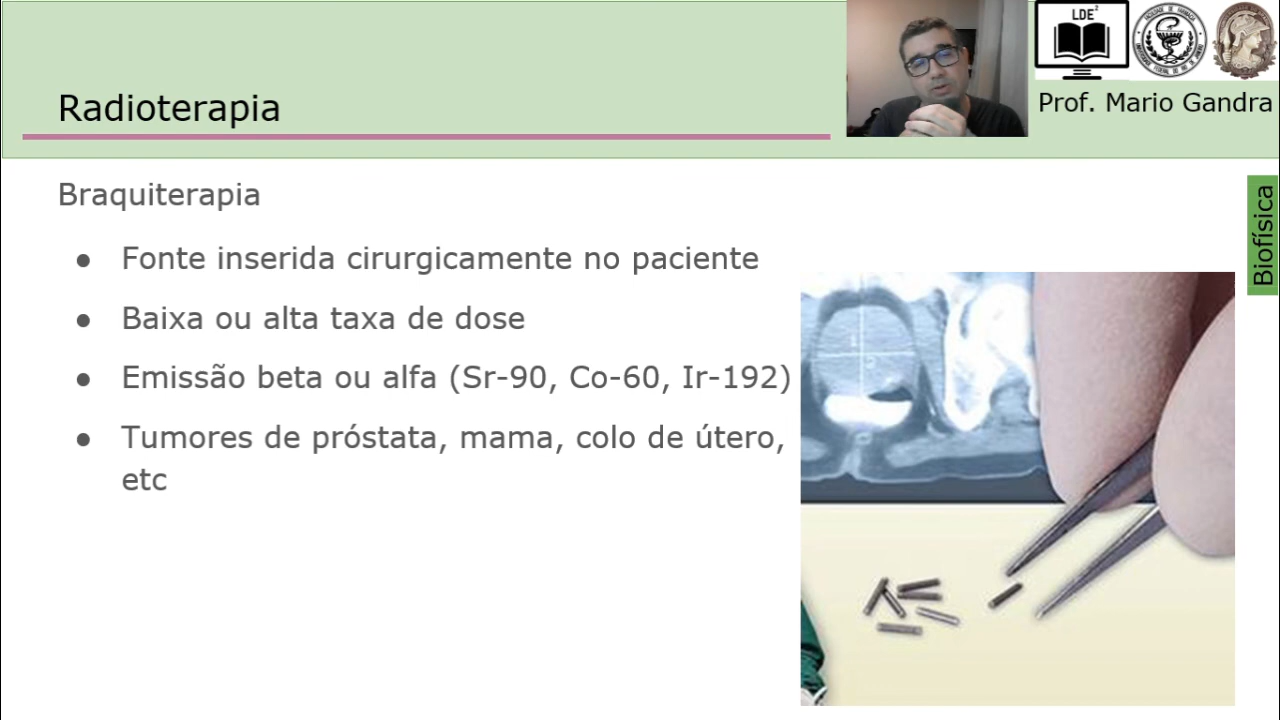 LDE²
Radioterapia
Prof. Mario Gandra
Braquiterapia
Biofísica
● Fonte inserida cirurgicamente no paciente
● Baixa ou alta taxa de dose
● Emissão beta ou alfa (Sr-90, Co-60, Ir-192)
● Tumores de próstata, mama, colo de útero,
etc